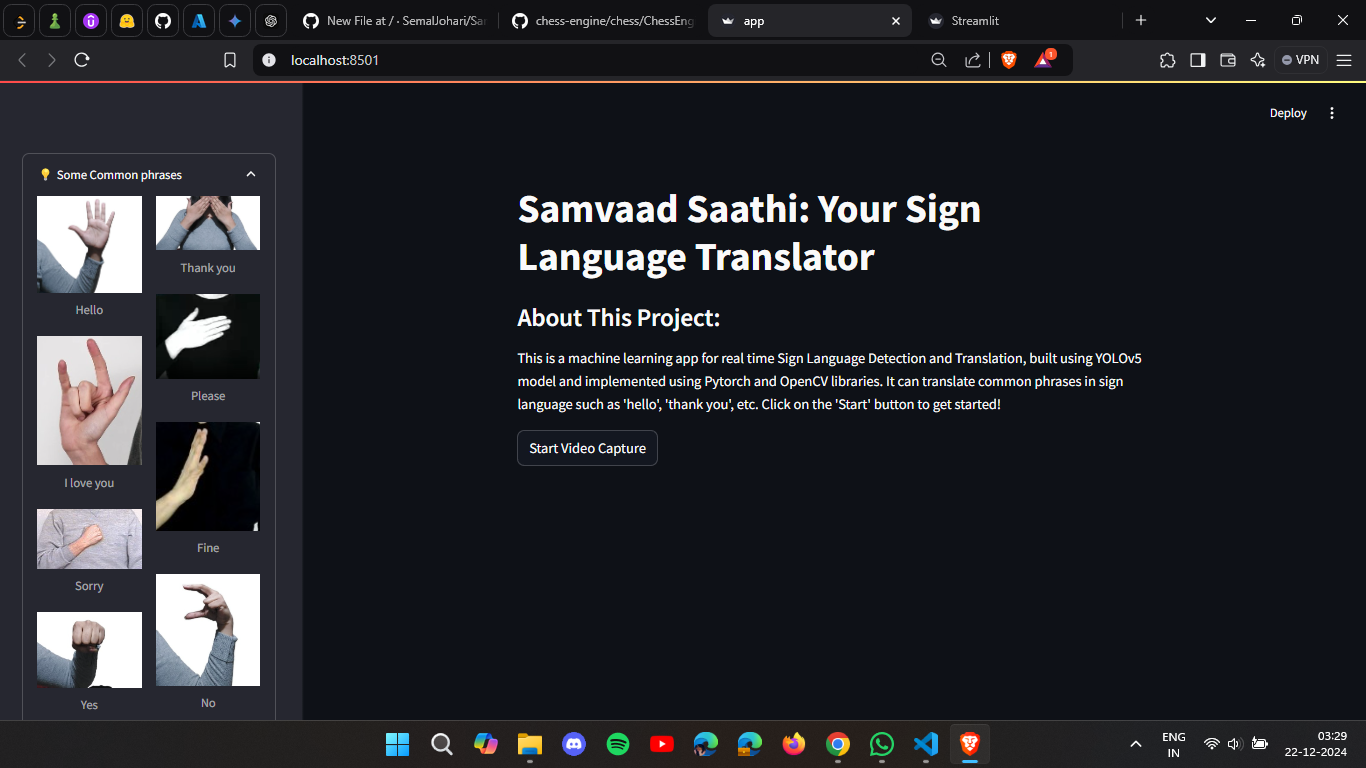 New File at / · SemalJohari/Sa
chess-engine/chess/ChessEng
app
Streamlit
localhost:8501
1
VPN
Deploy
Some Common phrases
Hello
Thank you
Please
I love you
Fine
Sorry
Yes
No
Samvaad Saathi: Your Sign
Language Translator
About This Project:
This is a machine learning app for real time Sign Language Detection and Translation, built using YOLOv5
model and implemented using Pytorch and OpenCV libraries. It can translate common phrases in sign
language such as 'hello', 'thank you', etc. Click on the 'Start' button to get started!
Start Video Capture
ENG
IN
03:29
22-12-2024